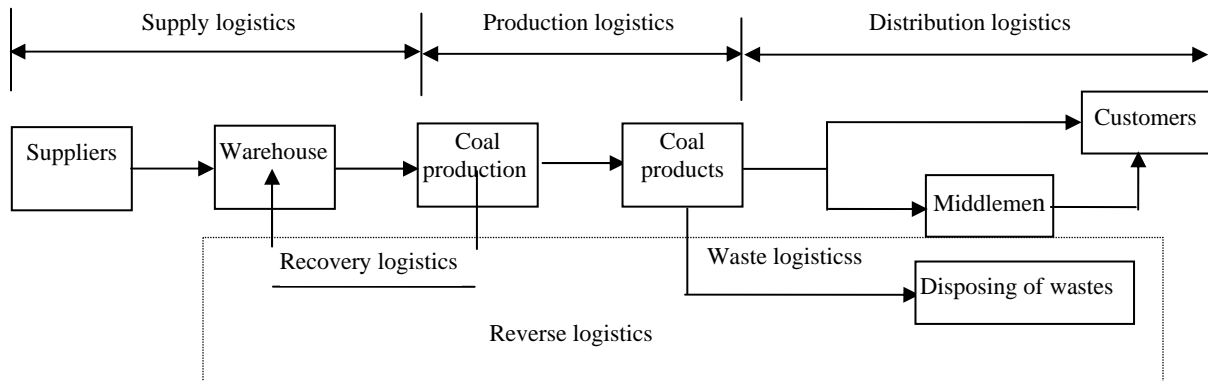 Supply logistics
Production logistics
Distribution logistics
Suppliers
Warehouse
Coal
production
Coal
products
Customers
Middlemen
Recovery logistics
Waste logisticss
Disposing of wastes
Reverse logistics